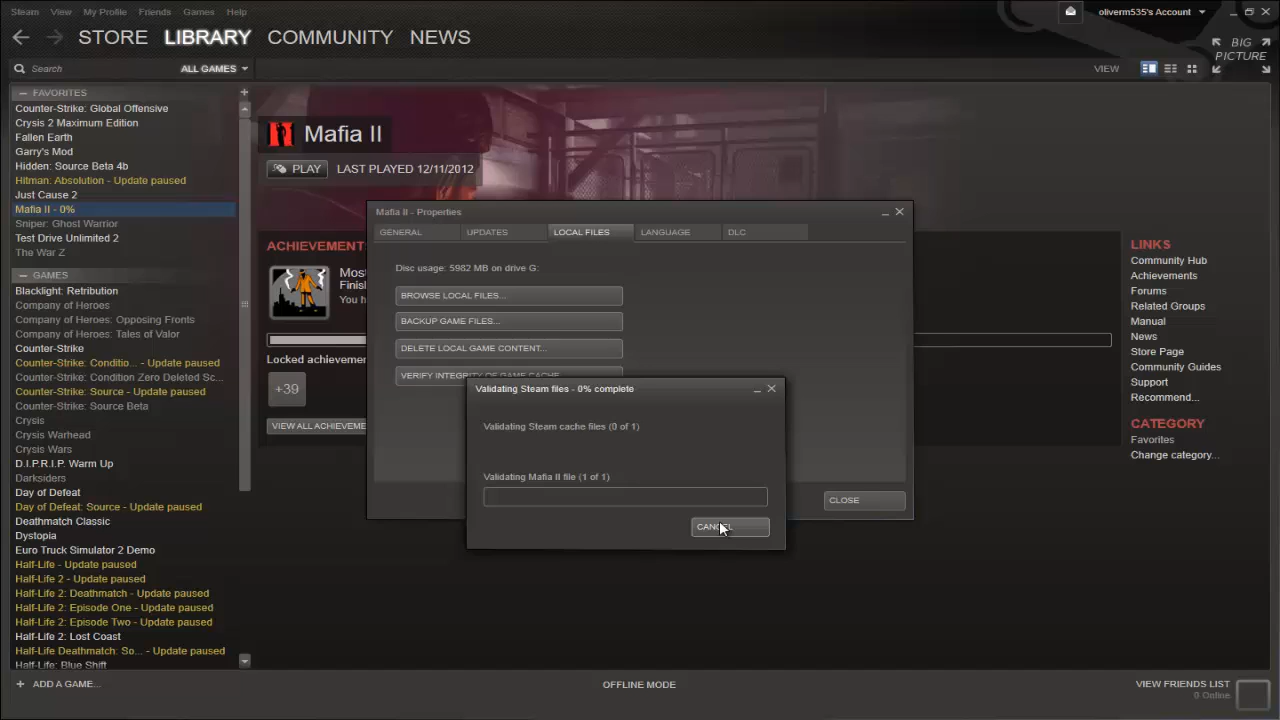 Steam View My Profile Friends Games Help
oliverm535's Account
STORE LIBRARY COMMUNITY NEWS
BIG PICTURE
Search ALL GAMES
VIEW
FAVORITES
Counter-Strike: Global Offensive
Crysis 2 Maximum Edition
Fallen Earth
Garry's Mod
Hidden: Source Beta 4b
Hitman: Absolution - Update paused
Just Cause 2
Mafia II - 0%
Sniper: Ghost Warrior
Test Drive Unlimited 2
The War Z
GAMES
Blacklight: Retribution
Company of Heroes
Company of Heroes: Opposing Fronts
Company of Heroes: Tales of Valor
Counter-Strike
Counter-Strike: Conditio... - Update paused
Counter-Strike: Condition Zero Deleted Sc...
Counter-Strike: Source - Update paused
Counter-Strike: Source Beta
Crysis
Crysis Warhead
Crysis Wars
D.I.P.R.I.P. Warm Up
Darksiders
Day of Defeat
Day of Defeat: Source - Update paused
Deathmatch Classic
Dystopia
Euro Truck Simulator 2 Demo
Half-Life - Update paused
Half-Life 2 - Update paused
Half-Life 2: Deathmatch - Update paused
Half-Life 2: Episode One - Update paused
Half-Life 2: Episode Two - Update paused
Half-Life 2: Lost Coast
Half-Life Deathmatch: So... - Update paused
Half-Life: Blue Shift
Mafia II
PLAY LAST PLAYED 12/11/2012
ACHIEVEMENT
Most
Finish
You h
Locked achievemen
+39
VIEW ALL ACHIEVEME
Mafia II - Properties
GENERAL UPDATES LOCAL FILES LANGUAGE DLC
Disc usage: 5982 MB on drive G:
BROWSE LOCAL FILES...
BACKUP GAME FILES...
DELETE LOCAL GAME CONTENT...
VERIFY INTEGRITY OF GAME CACHE...
Validating Steam files - 0% complete
Validating Steam cache files (0 of 1)
Validating Mafia II file (1 of 1)
CANCEL
CLOSE
LINKS
Community Hub
Achievements
Forums
Related Groups
Manual
News
Store Page
Community Guides
Support
Recommend...
CATEGORY
Favorites
Change category...
ADD A GAME...
OFFLINE MODE
VIEW FRIENDS LIST
0 Online